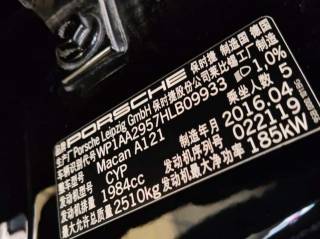 品牌 PORSCHE 保时捷 制造国 德国
生产厂 Porsche Leipzig GmbH 保时捷股份公司莱比锡工厂制造
车辆识别代号 WP1AA2957HLB09933 1.0%
车辆型号 Macan A121 乘坐人数 5
发动机型号 CYP 制造年月 2016.04
发动机排量 1984cc 发动机序列号 022119
最大允许总质量 2510kg 发动机最大净功率 185kW